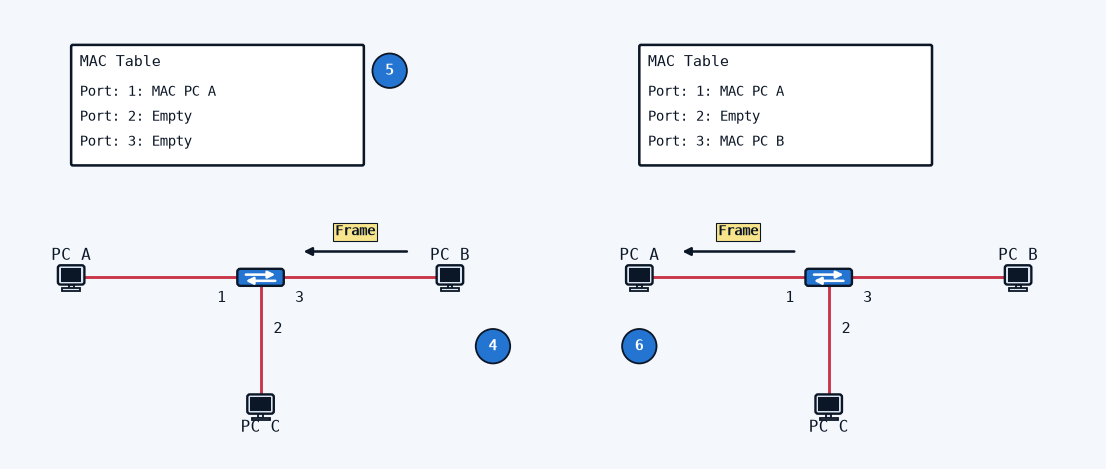 MAC Table
Port: 1: MAC PC A
Port: 2: Empty
Port: 3: Empty
5
Frame
PC A
PC B
1
3
2
4
PC C
MAC Table
Port: 1: MAC PC A
Port: 2: Empty
Port: 3: MAC PC B
Frame
PC A
PC B
1
3
2
6
PC C